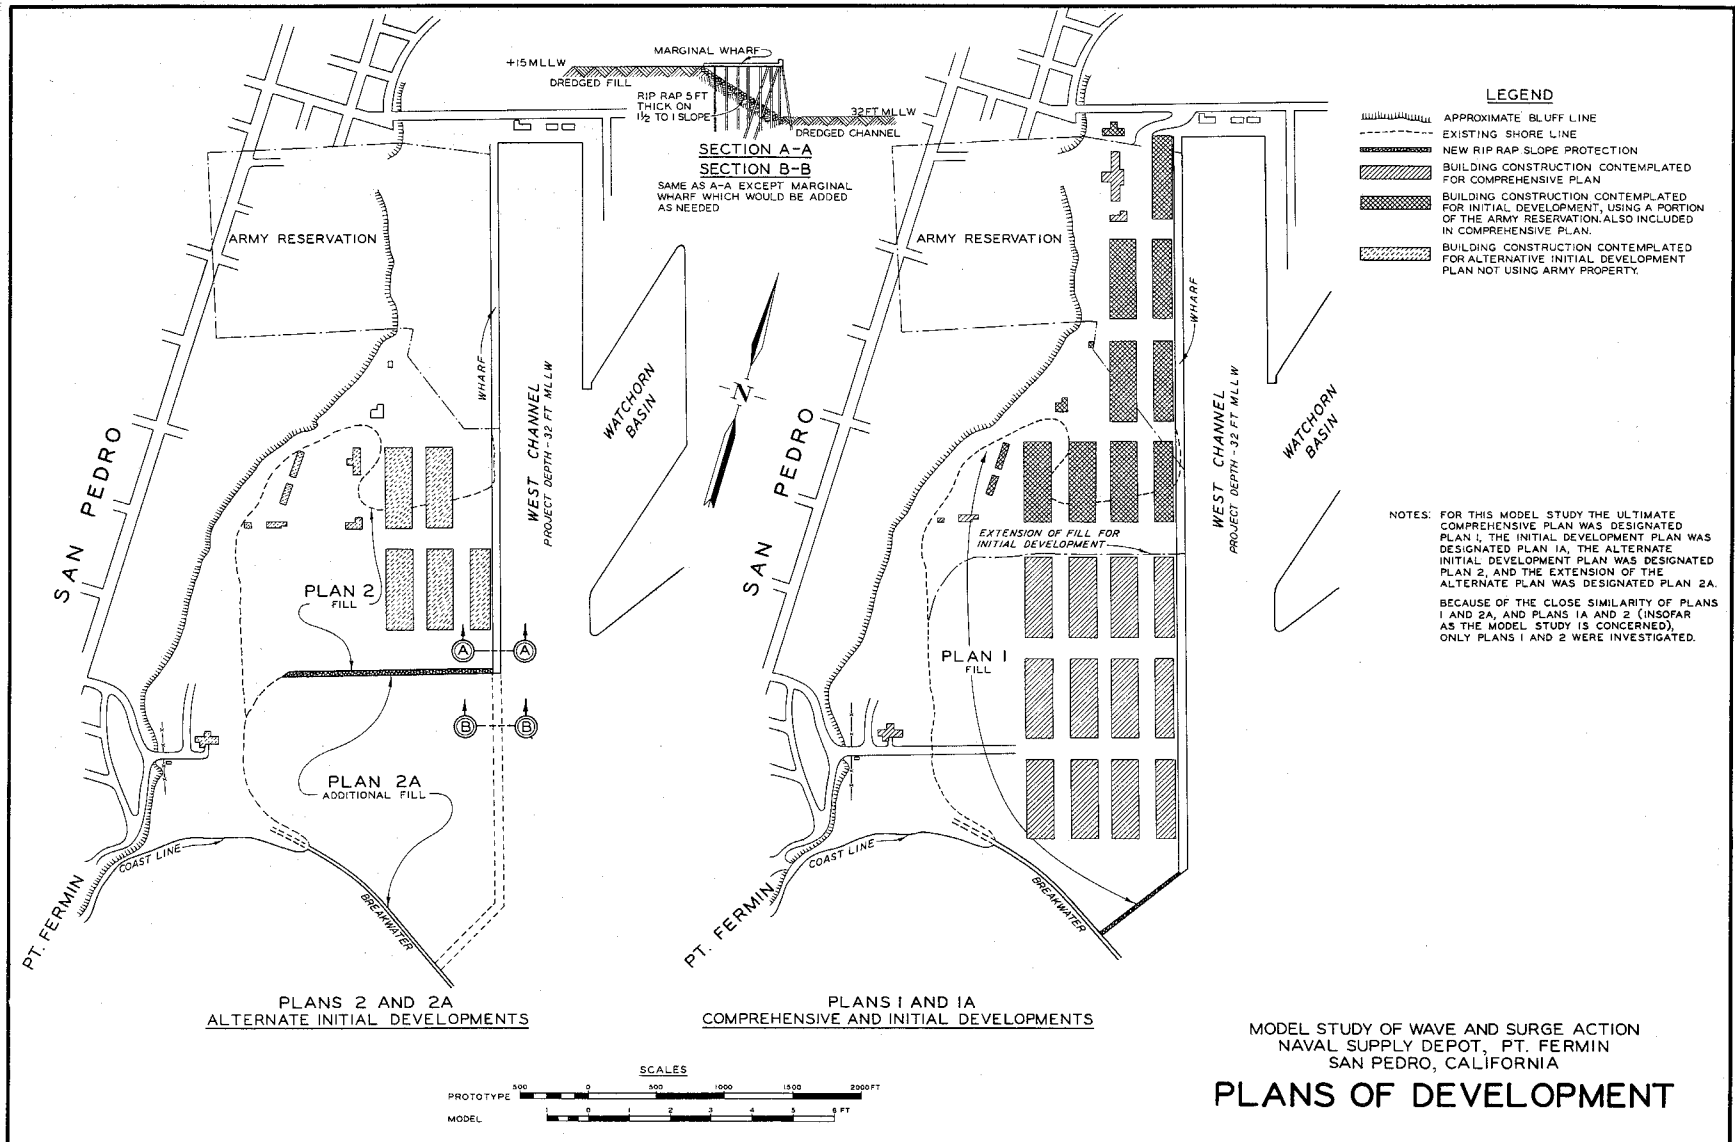 MARGINAL WHARF
+15 MLLW
DREDGED FILL
RIP RAP 5 FT
THICK ON
1½ TO 1 SLOPE
32 FT MLLW
DREDGED CHANNEL
SECTION A-A
SECTION B-B
SAME AS A-A EXCEPT MARGINAL
WHARF WHICH WOULD BE ADDED
AS NEEDED
ARMY RESERVATION
WHARF
WEST CHANNEL
PROJECT DEPTH - 32 FT MLLW
WATCHORN
BASIN
N
SAN PEDRO
PLAN 2
FILL
A
A
B
B
PLAN 2A
ADDITIONAL FILL
COAST LINE
BREAKWATER
PT. FERMIN
PLANS 2 AND 2A
ALTERNATE INITIAL DEVELOPMENTS
ARMY RESERVATION
WHARF
WEST CHANNEL
PROJECT DEPTH - 32 FT MLLW
WATCHORN
BASIN
SAN PEDRO
EXTENSION OF FILL FOR
INITIAL DEVELOPMENT
PLAN 1
FILL
COAST LINE
BREAKWATER
PT. FERMIN
PLANS 1 AND 1A
COMPREHENSIVE AND INITIAL DEVELOPMENTS
LEGEND
APPROXIMATE BLUFF LINE
EXISTING SHORE LINE
NEW RIP RAP SLOPE PROTECTION
BUILDING CONSTRUCTION CONTEMPLATED
FOR COMPREHENSIVE PLAN
BUILDING CONSTRUCTION CONTEMPLATED
FOR INITIAL DEVELOPMENT, USING A PORTION
OF THE ARMY RESERVATION. ALSO INCLUDED
IN COMPREHENSIVE PLAN.
BUILDING CONSTRUCTION CONTEMPLATED
FOR ALTERNATIVE INITIAL DEVELOPMENT
PLAN NOT USING ARMY PROPERTY.
NOTES: FOR THIS MODEL STUDY THE ULTIMATE
COMPREHENSIVE PLAN WAS DESIGNATED
PLAN 1, THE INITIAL DEVELOPMENT PLAN WAS
DESIGNATED PLAN 1A, THE ALTERNATE
INITIAL DEVELOPMENT PLAN WAS DESIGNATED
PLAN 2, AND THE EXTENSION OF THE
ALTERNATE PLAN WAS DESIGNATED PLAN 2A.
BECAUSE OF THE CLOSE SIMILARITY OF PLANS
1 AND 2A, AND PLANS 1A AND 2 (INSOFAR
AS THE MODEL STUDY IS CONCERNED),
ONLY PLANS 1 AND 2 WERE INVESTIGATED.
SCALES
PROTOTYPE 500 0 500 1000 1500 2000 FT
MODEL 1 0 1 2 3 4 5 6 FT
MODEL STUDY OF WAVE AND SURGE ACTION
NAVAL SUPPLY DEPOT, PT. FERMIN
SAN PEDRO, CALIFORNIA
PLANS OF DEVELOPMENT